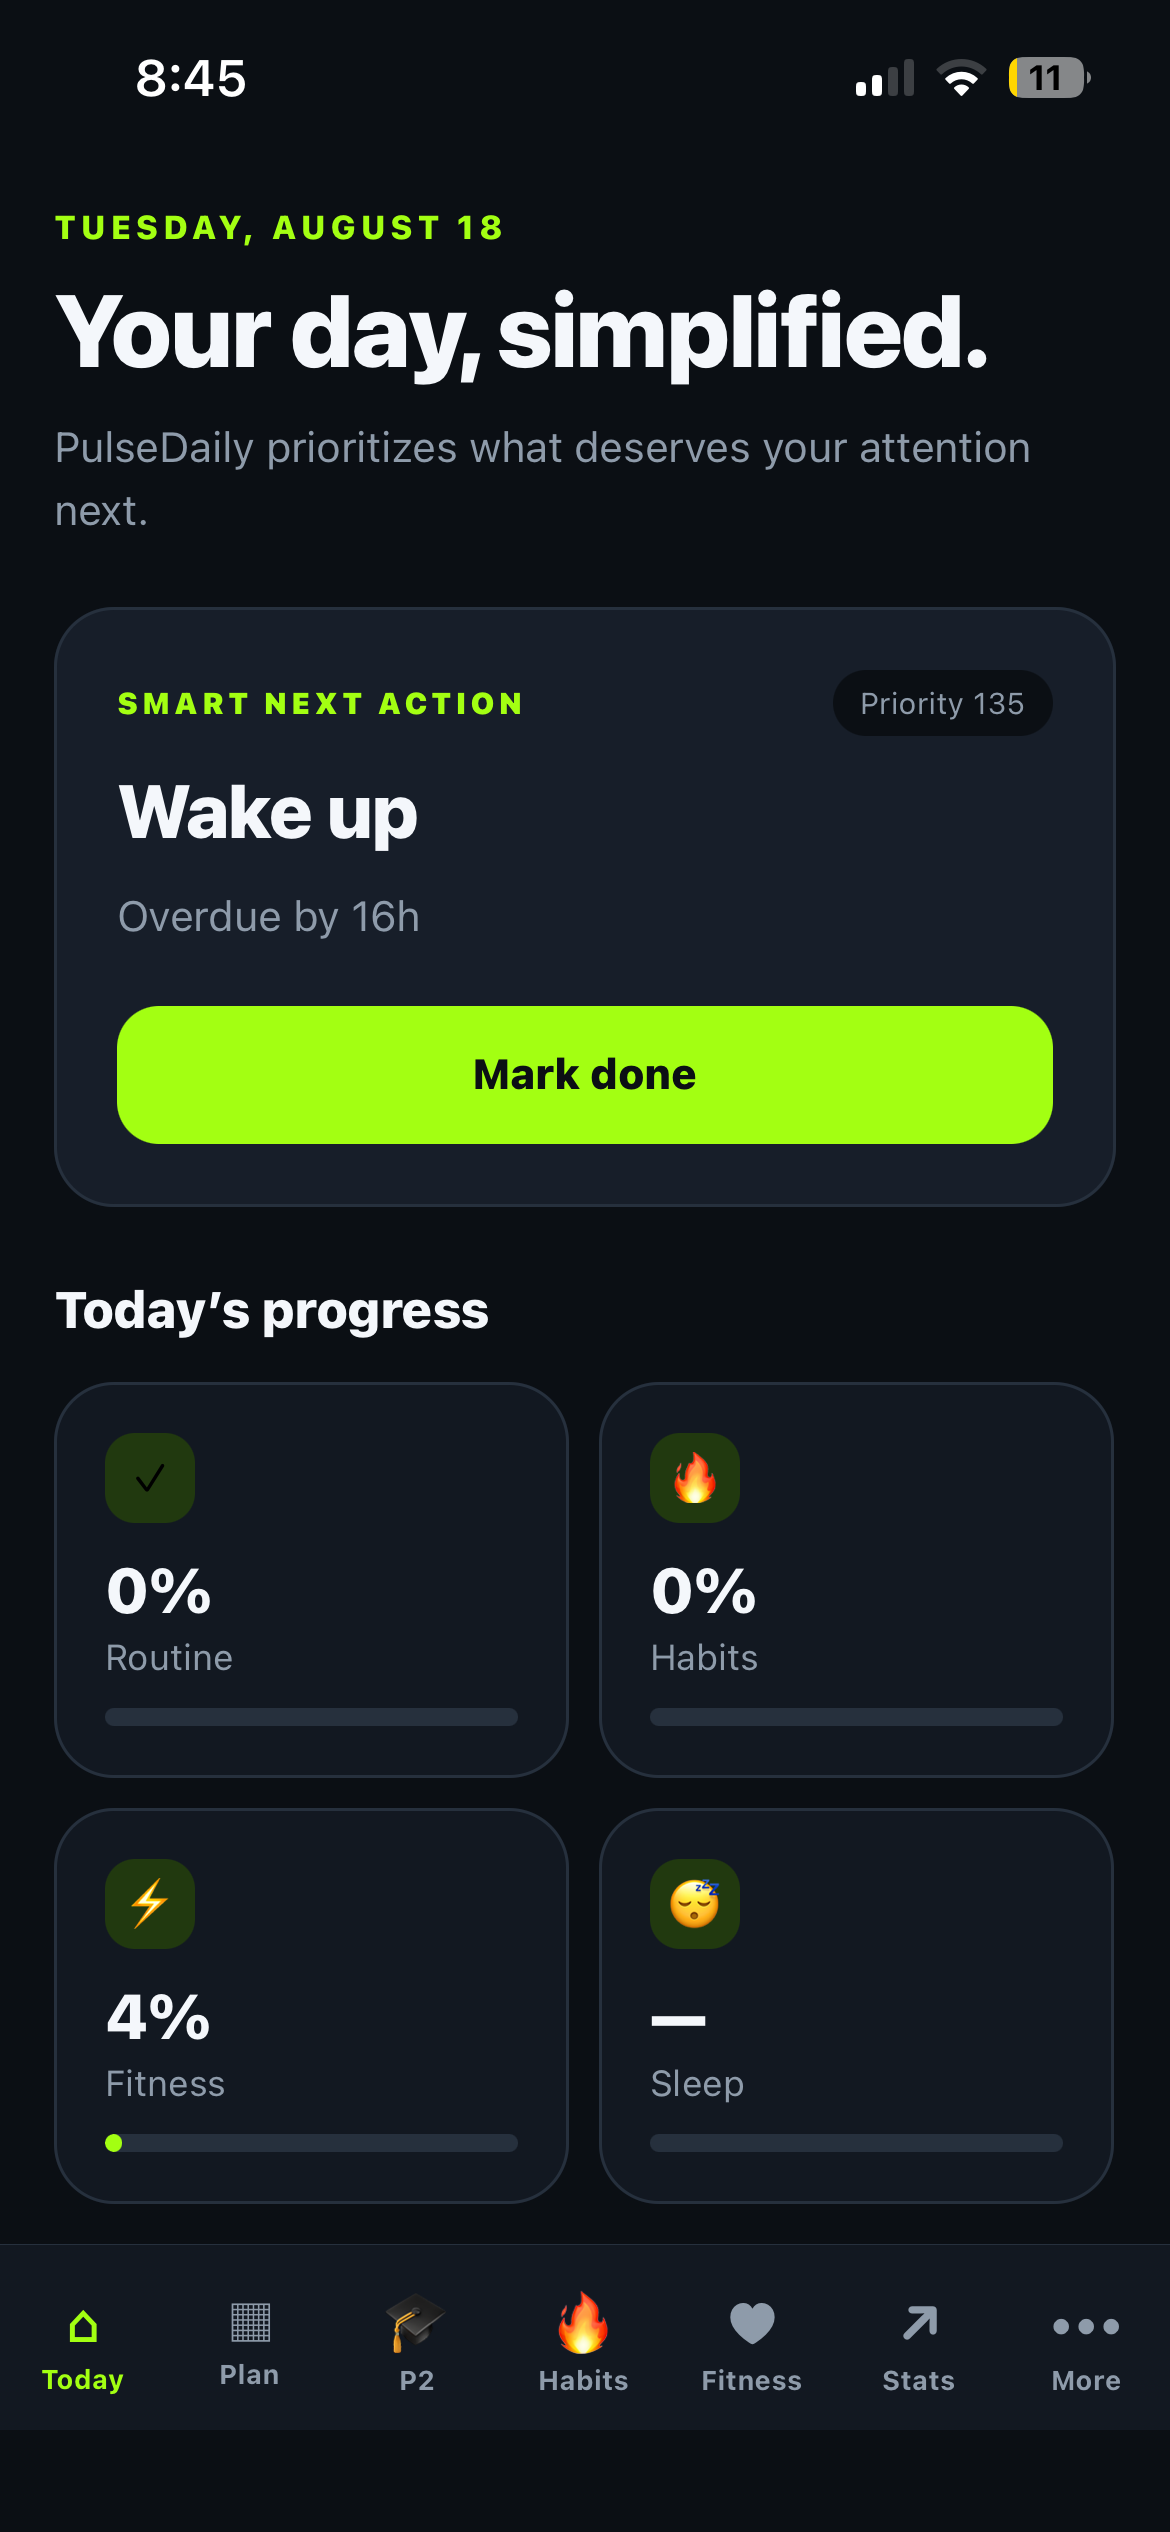 8:45
11
TUESDAY, AUGUST 18
Your day, simplified.
PulseDaily prioritizes what deserves your attention
next.
SMART NEXT ACTION
Priority 135
Wake up
Overdue by 16h
Mark done
Today’s progress
0%
Routine
0%
Habits
4%
Fitness
—
Sleep
Today
Plan
P2
Habits
Fitness
Stats
More